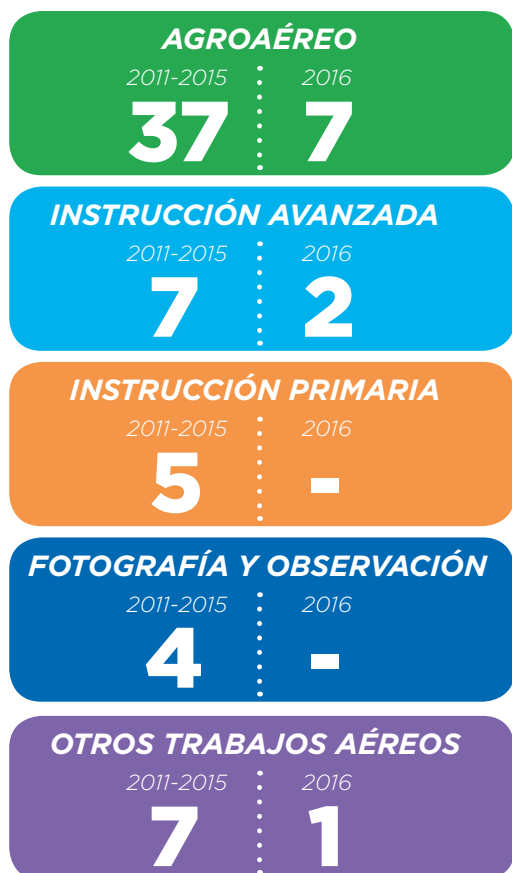 AGROAÉREO
2011-2015 2016
37 7
INSTRUCCIÓN AVANZADA
2011-2015 2016
7 2
INSTRUCCIÓN PRIMARIA
2011-2015 2016
5 -
FOTOGRAFÍA Y OBSERVACIÓN
2011-2015 2016
4 -
OTROS TRABAJOS AÉREOS
2011-2015 2016
7 1